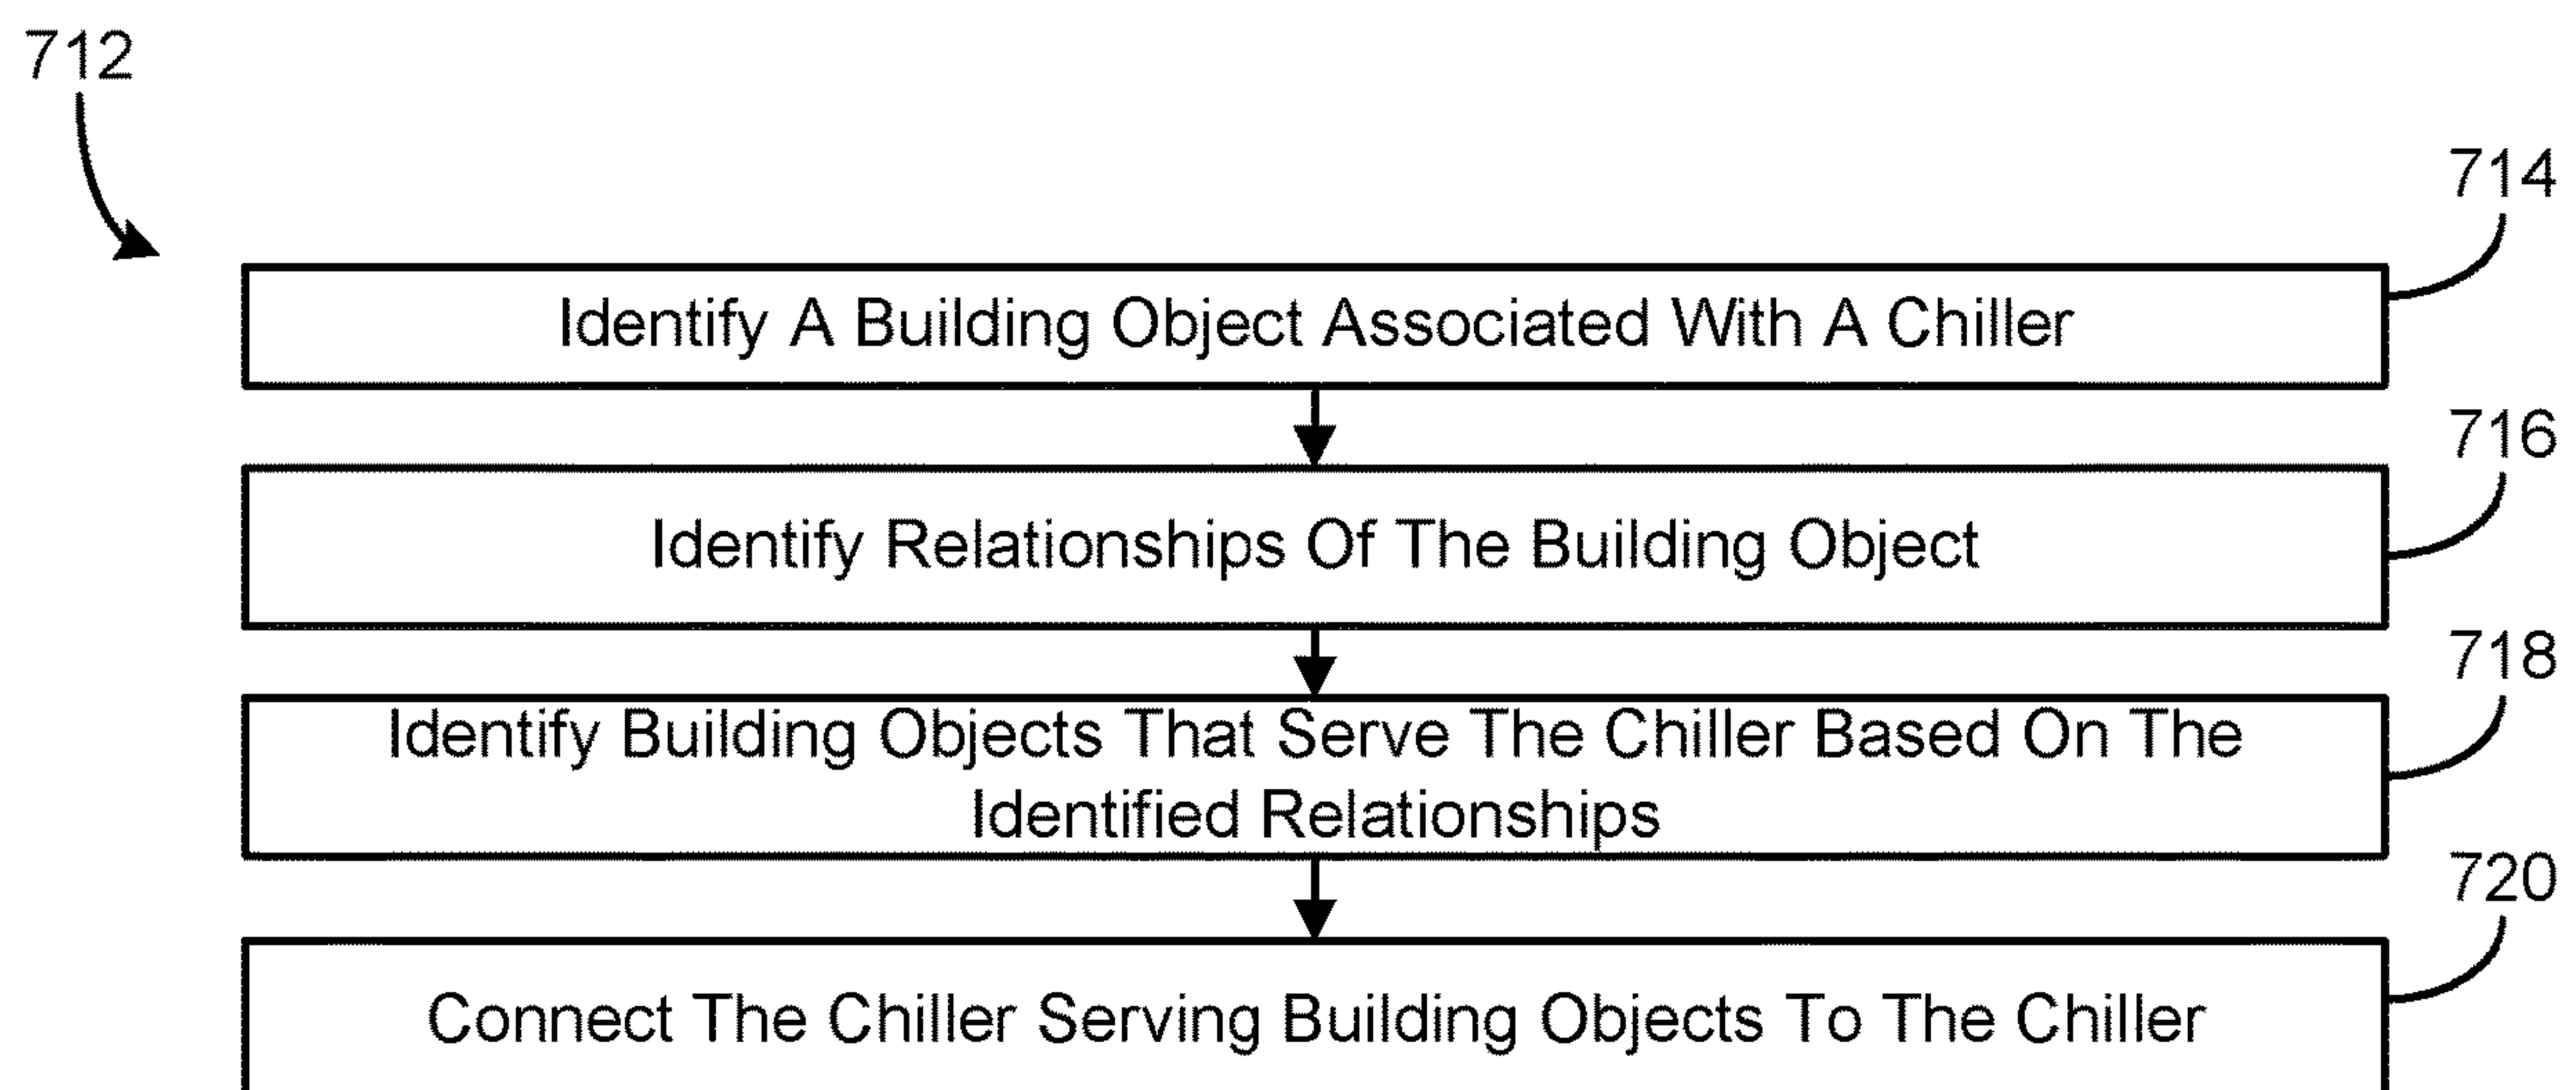 712
714
Identify A Building Object Associated With A Chiller
716
Identify Relationships Of The Building Object
718
Identify Building Objects That Serve The Chiller Based On The
Identified Relationships
720
Connect The Chiller Serving Building Objects To The Chiller